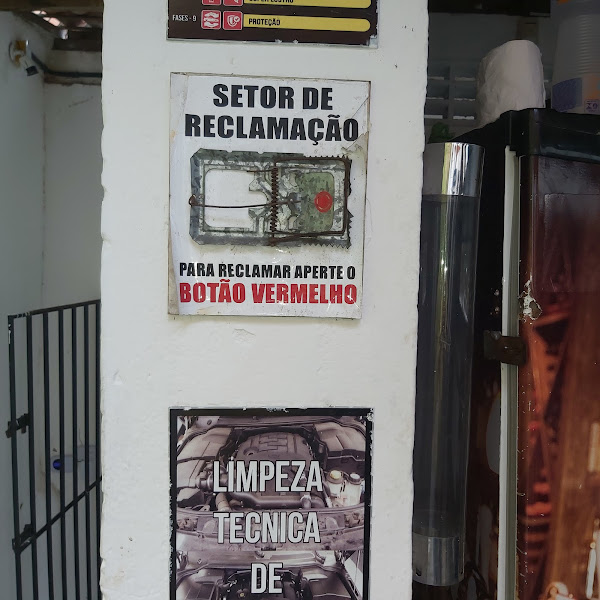 FASES - 9
PROTEÇÃO
SETOR DE
RECLAMAÇÃO
PARA RECLAMAR APERTE O
BOTÃO VERMELHO
LIMPEZA
TECNICA
DE